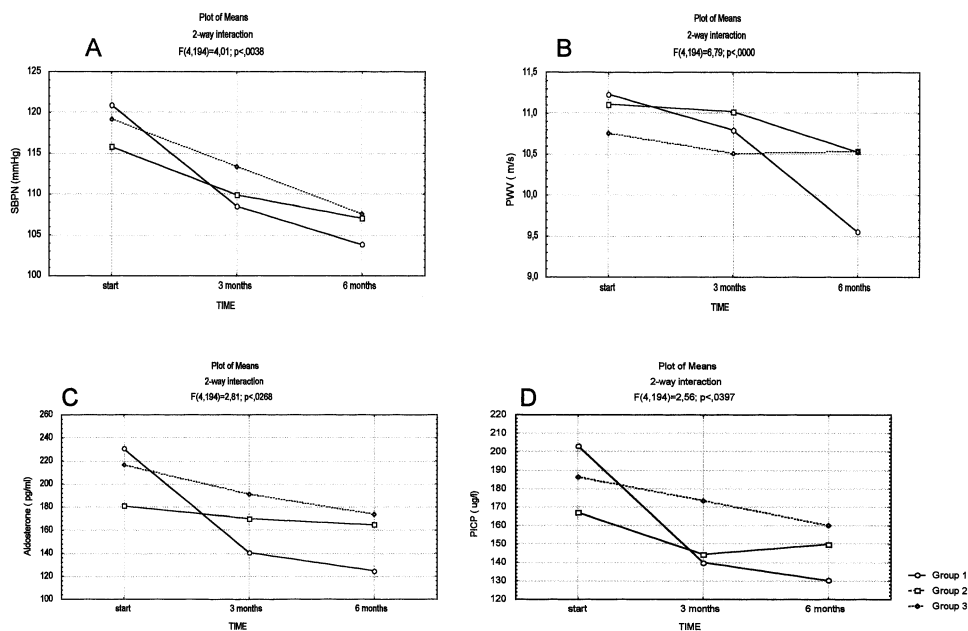 A
Plot of Means
2-way interaction
F(4,194)=4,01; p<,0038
SBPN (mmHg)
125
120
115
110
105
100
start
3 months
6 months
TIME
B
Plot of Means
2-way interaction
F(4,194)=6,79; p<,0000
PWV ( m/s)
11,5
11,0
10,5
10,0
9,5
9,0
start
3 months
6 months
TIME
C
Plot of Means
2-way interaction
F(4,194)=2,81; p<,0268
Aldosterone ( pg/ml)
260
240
220
200
180
160
140
120
100
start
3 months
6 months
TIME
D
Plot of Means
2-way interaction
F(4,194)=2,56; p<,0397
PICP ( ug/l)
220
210
200
190
180
170
160
150
140
130
120
start
3 months
6 months
TIME
Group 1
Group 2
Group 3